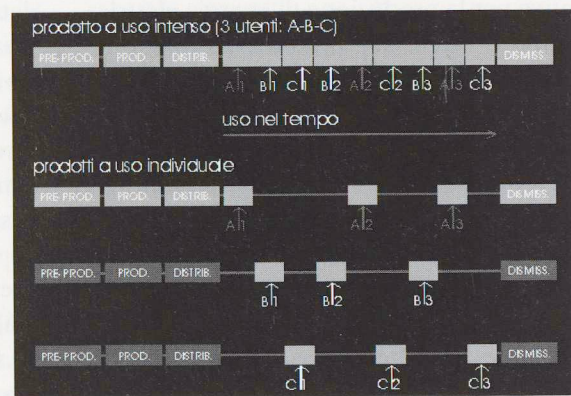 prodotto a uso intenso (3 utenti: A-B-C)
PRE-PROD. PROD. DISTRIB. DISMISS.
A1 B1 C1 B2 A2 C2 B3 A3 C3
uso nel tempo
prodotti a uso individuale
PRE-PROD. PROD. DISTRIB. DISMISS.
A1 A2 A3
PRE-PROD. PROD. DISTRIB. DISMISS.
B1 B2 B3
PRE-PROD. PROD. DISTRIB. DISMISS.
C1 C2 C3